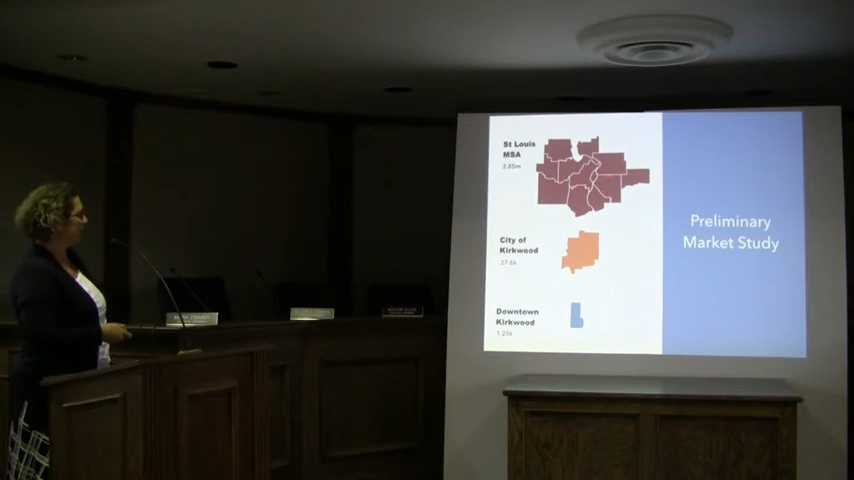 St Louis
MSA
2.85m
City of
Kirkwood
27.6k
Downtown
Kirkwood
1.25k
Preliminary
Market Study